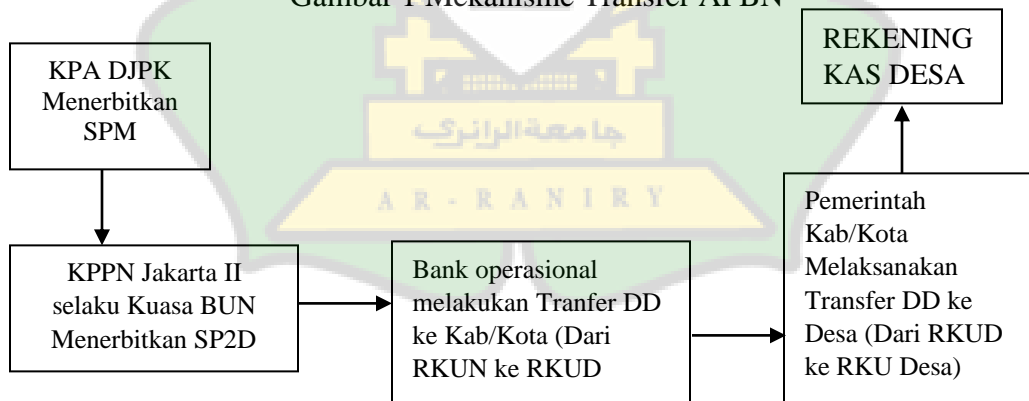 Gambar 1 Mekanisme Transfer APBN
KPA DJPK
Menerbitkan
SPM
KPPN Jakarta II
selaku Kuasa BUN
Menerbitkan SP2D
Bank operasional
melakukan Tranfer DD
ke Kab/Kota (Dari
RKUN ke RKUD
Pemerintah
Kab/Kota
Melaksanakan
Transfer DD ke
Desa (Dari RKUD
ke RKU Desa)
REKENING
KAS DESA
جامعة الرانري
AR-RANIRY